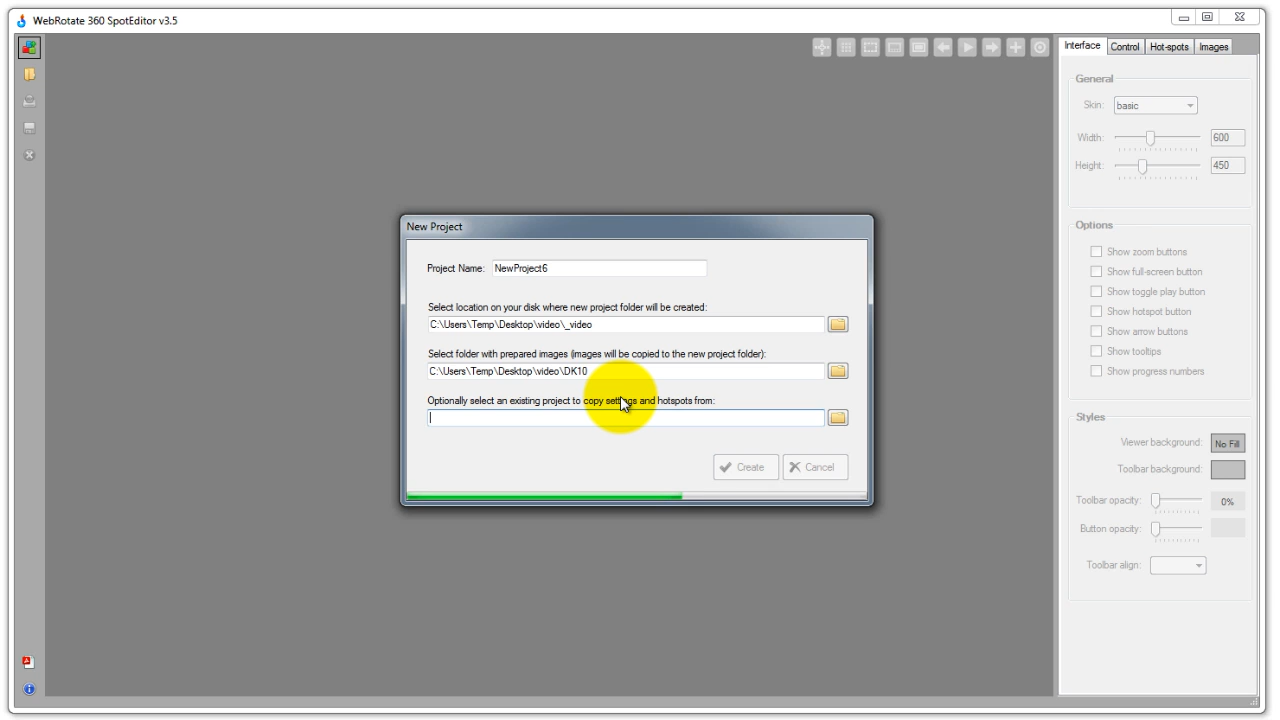 WebRotate 360 SpotEditor v3.5
Interface Control Hot-spots Images
General
Skin: basic
Width: 600
Height: 450
New Project
Project Name: NewProject6
Select location on your disk where new project folder will be created:
C:\Users\Temp\Desktop\video\_video
Select folder with prepared images (images will be copied to the new project folder):
C:\Users\Temp\Desktop\video\DK10
Optionally select an existing project to copy settings and hotspots from:
Create Cancel
Options
Show zoom buttons
Show full-screen button
Show toggle play button
Show hotspot button
Show arrow buttons
Show tooltips
Show progress numbers
Styles
Viewer background: No Fill
Toolbar background:
Toolbar opacity: 0%
Button opacity:
Toolbar align: